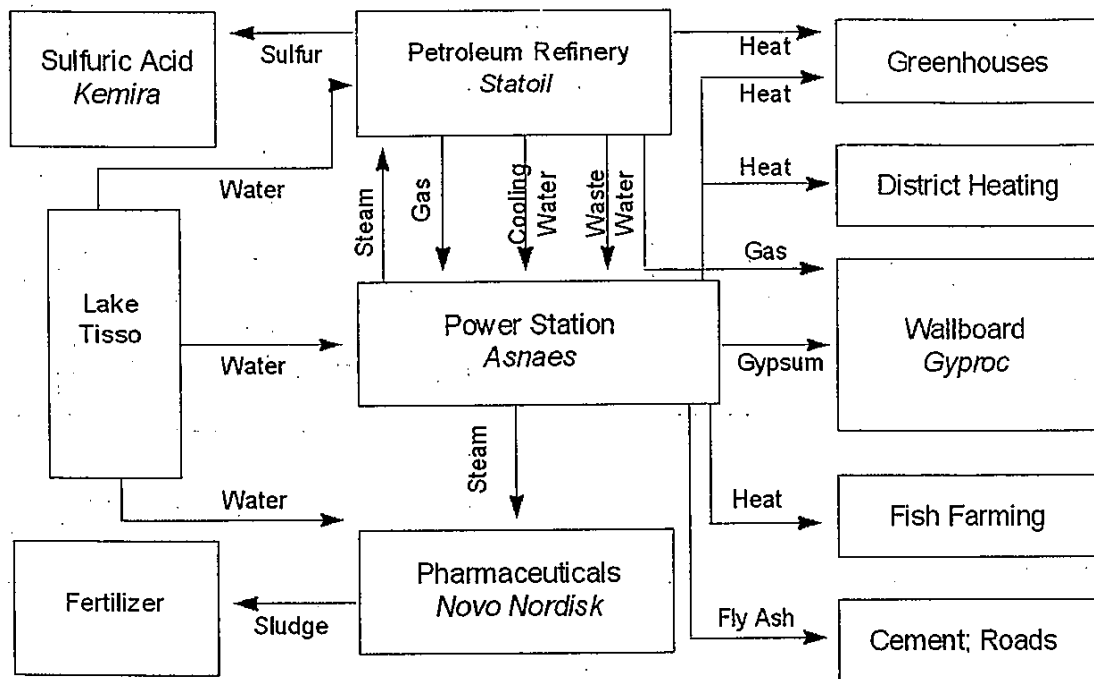 Sulfuric Acid
Kemira
Sulfur
Petroleum Refinery
Statoil
Heat
Heat
Greenhouses
Water
Steam
Gas
Cooling
Water
Waste
Water
Heat
District Heating
Gas
Lake
Tisso
Water
Power Station
Asnaes
Gypsum
Wallboard
Gyproc
Steam
Water
Heat
Fish Farming
Fertilizer
Sludge
Pharmaceuticals
Novo Nordisk
Fly Ash
Cement; Roads